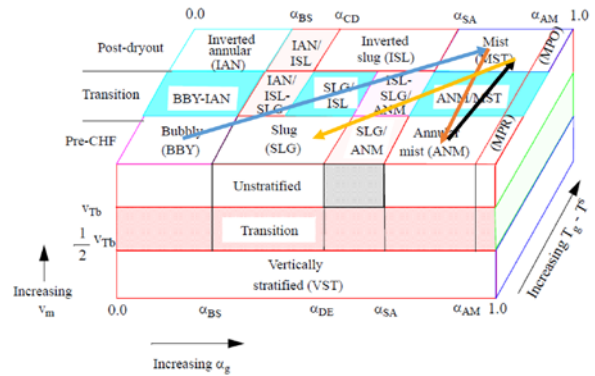 0.0 αBS αCD αSA αAM 1.0
Post-dryout
Inverted
annular
(IAN)
IAN/
ISL
Inverted
slug (ISL)
Mist
(MST)
(MPO)
Transition
BBY-IAN
IAN/
ISL-
SLG
SLG/
ISL
ISL-
SLG/
ANM
ANM/MST
Pre-CHF
Bubbly
(BBY)
Slug
(SLG)
SLG/
ANM
mist (ANM)
(MPR)
Unstratified
vTb
Transition
1/2 vTb
Vertically
stratified (VST)
Increasing
vm
0.0 αBS αDE αSA αAM 1.0
Increasing αg
Increasing Tg - Ts